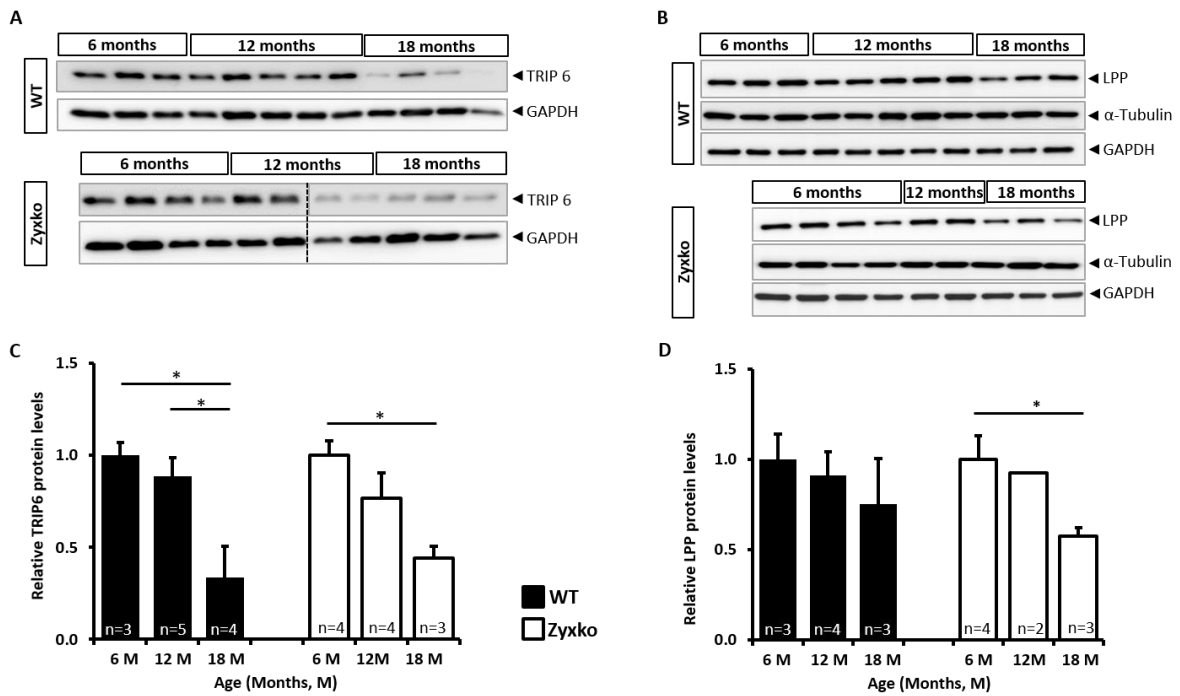 A
6 months 12 months 18 months
WT
TRIP 6
GAPDH
6 months 12 months 18 months
Zyxko
TRIP 6
GAPDH
B
6 months 12 months 18 months
WT
LPP
α-Tubulin
GAPDH
6 months 12 months 18 months
Zyxko
LPP
α-Tubulin
GAPDH
C
Relative TRIP6 protein levels
1.5
1.0
0.5
0.0
* * *
n=3 n=5 n=4 n=4 n=4 n=3
6 M 12 M 18 M 6 M 12M 18 M
Age (Months, M)
WT
Zyxko
D
Relative LPP protein levels
1.5
1.0
0.5
0.0
*
n=3 n=4 n=3 n=4 n=2 n=3
6 M 12 M 18 M 6 M 12M 18 M
Age (Months, M)